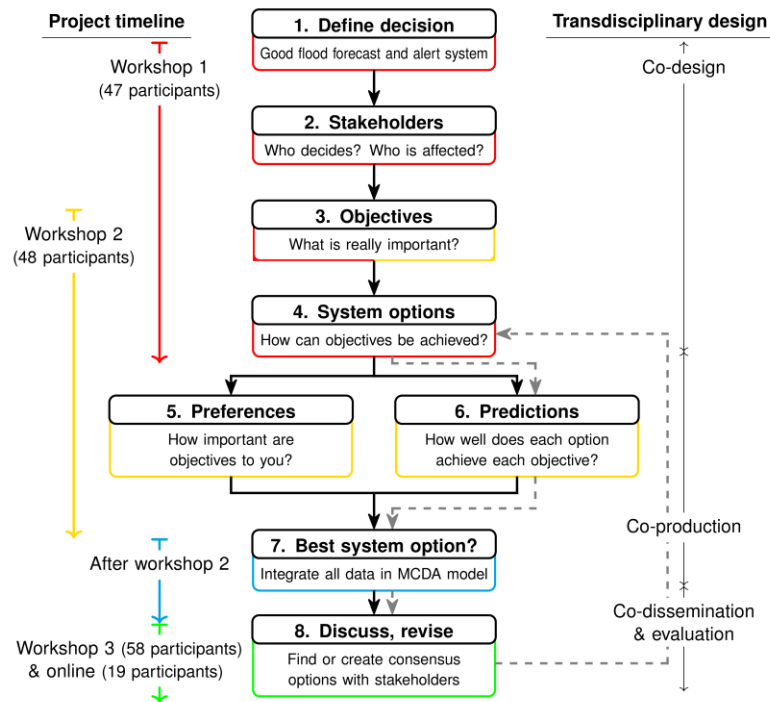 Project timeline
Transdisciplinary design
1. Define decision
Good flood forecast and alert system
Workshop 1
(47 participants)
Co-design
2. Stakeholders
Who decides? Who is affected?
3. Objectives
What is really important?
Workshop 2
(48 participants)
4. System options
How can objectives be achieved?
5. Preferences
How important are
objectives to you?
6. Predictions
How well does each option
achieve each objective?
Co-production
7. Best system option?
Integrate all data in MCDA model
After workshop 2
8. Discuss, revise
Find or create consensus
options with stakeholders
Workshop 3 (58 participants)
& online (19 participants)
Co-dissemination
& evaluation